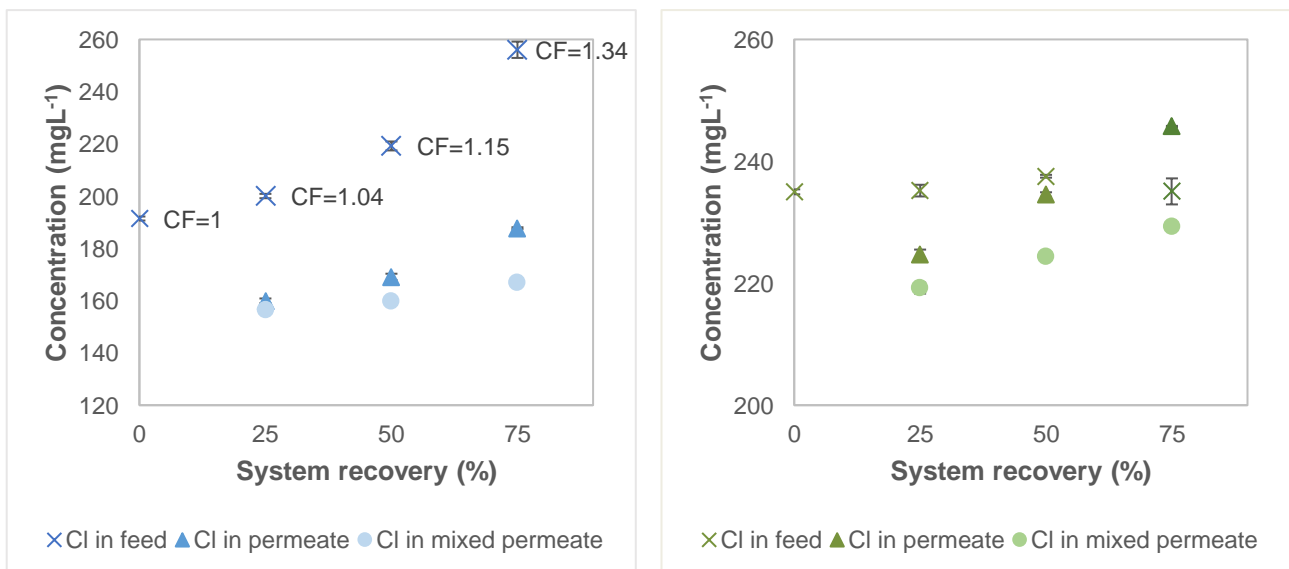 260
240
220
200
180
160
140
120
Concentration (mgL⁻¹)
CF=1.34
CF=1.15
CF=1.04
CF=1
0 25 50 75
System recovery (%)
Cl in feed Cl in permeate Cl in mixed permeate
260
240
220
200
Concentration (mgL⁻¹)
0 25 50 75
System recovery (%)
Cl in feed Cl in permeate Cl in mixed permeate